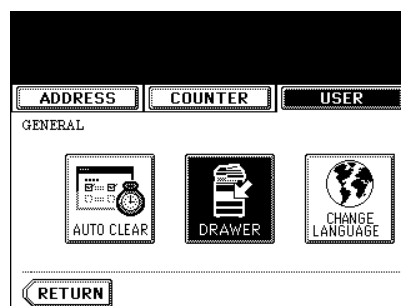 ADDRESS COUNTER USER
GENERAL
AUTO CLEAR DRAWER CHANGE
LANGUAGE
RETURN